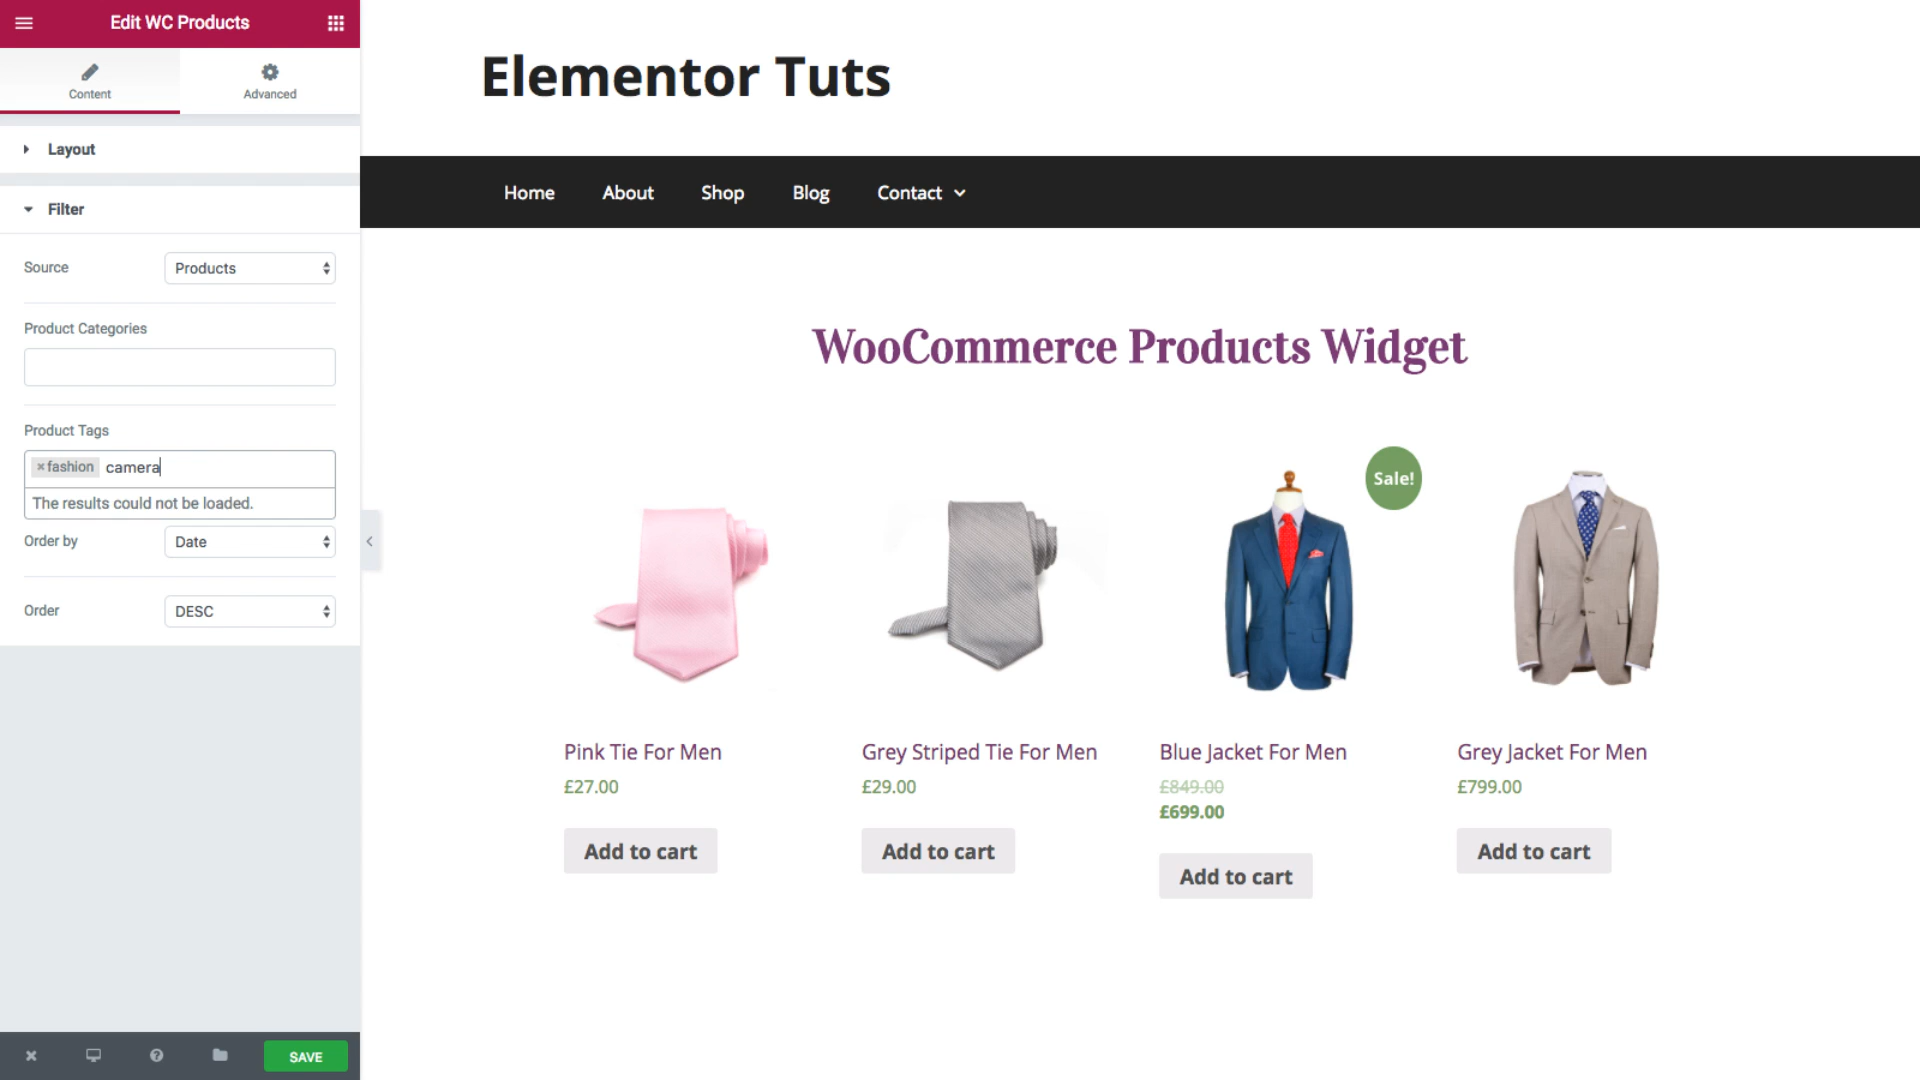 Edit WC Products
Content
Advanced
Layout
Filter
Source
Products
Product Categories
Product Tags
×fashion camera
The results could not be loaded.
Order by
Date
Order
DESC
SAVE
Elementor Tuts
Home
About
Shop
Blog
Contact
WooCommerce Products Widget
Sale!
Pink Tie For Men
£27.00
Add to cart
Grey Striped Tie For Men
£29.00
Add to cart
Blue Jacket For Men
£849.00
£699.00
Add to cart
Grey Jacket For Men
£799.00
Add to cart